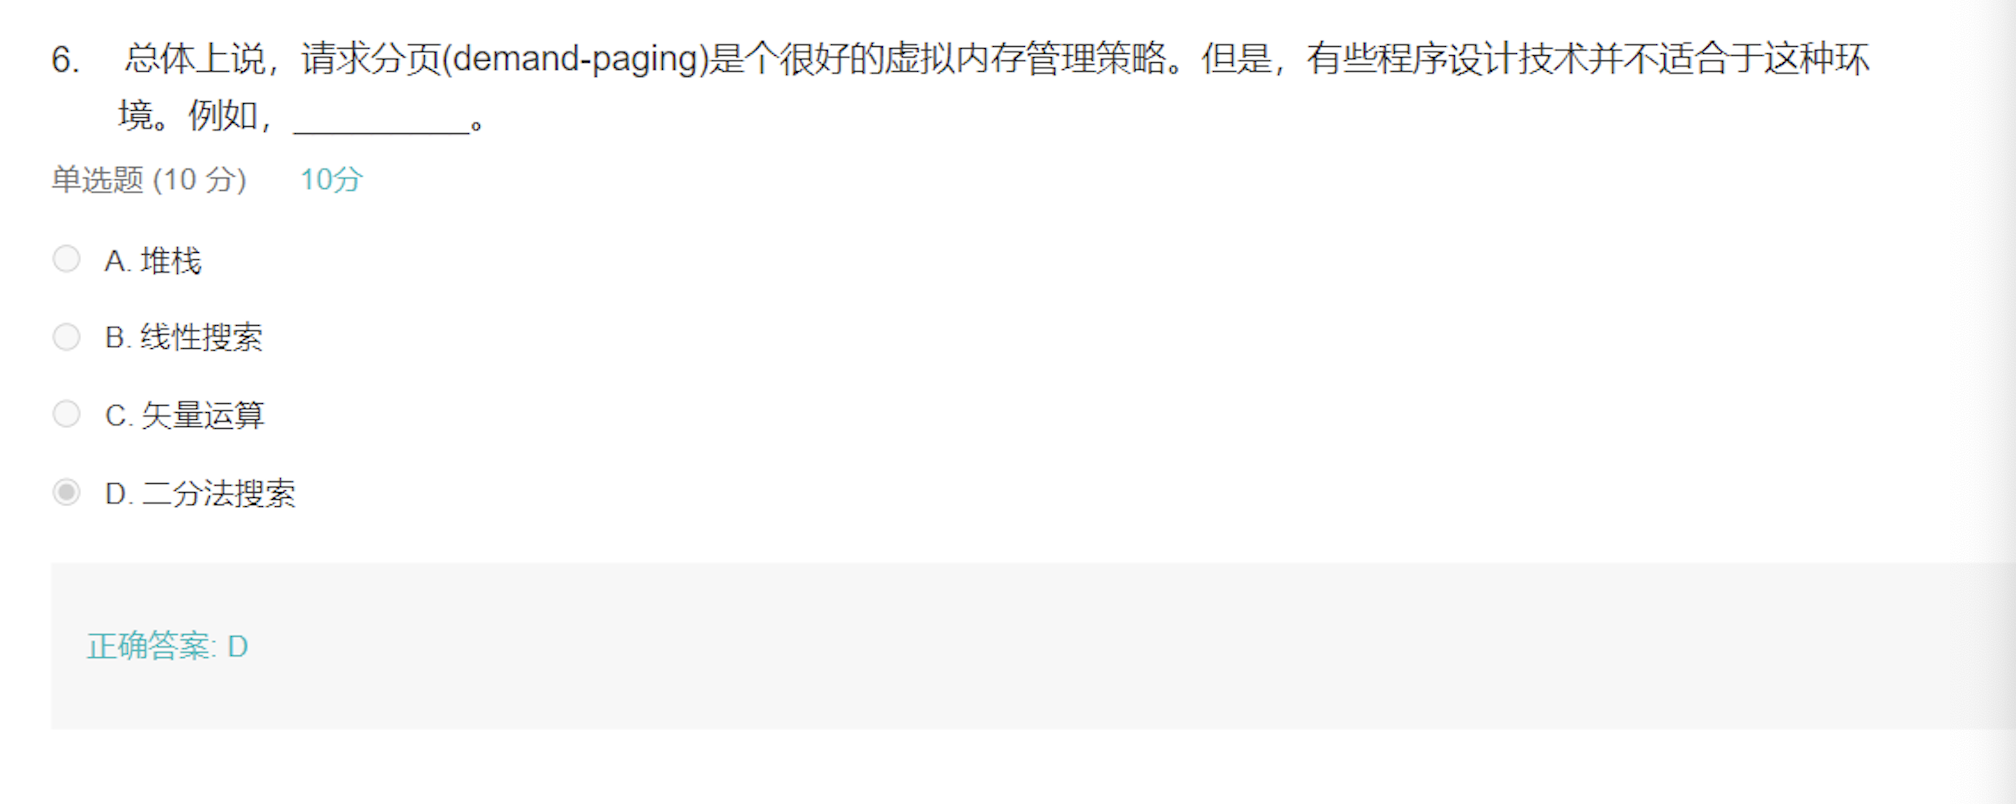 6. 总体上说，请求分页(demand-paging)是个很好的虚拟内存管理策略。但是，有些程序设计技术并不适合于这种环
境。例如，__________。
单选题 (10 分) 10分
A. 堆栈
B. 线性搜索
C. 矢量运算
D. 二分法搜索
正确答案: D